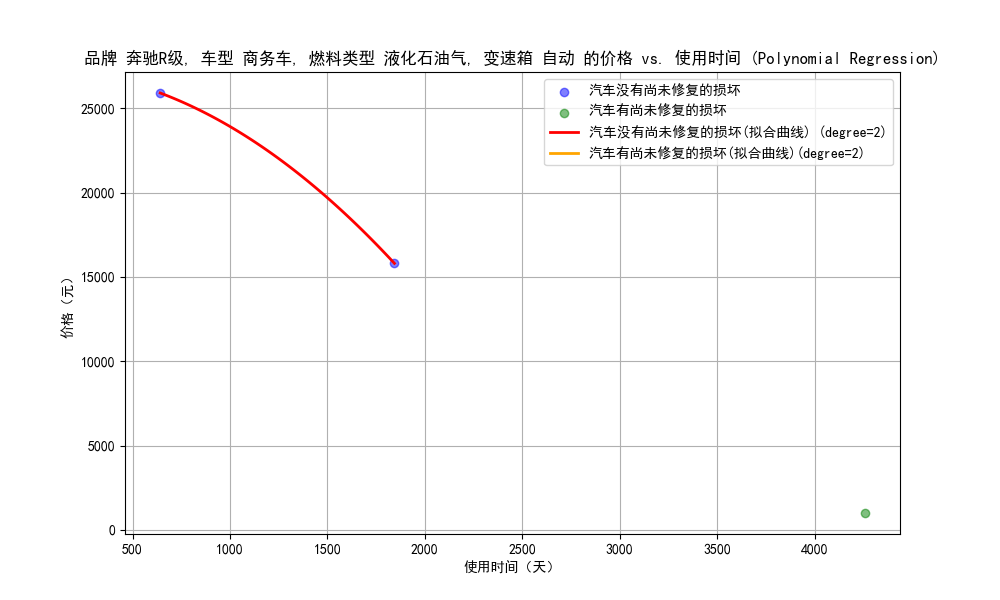 品牌 奔驰R级, 车型 商务车, 燃料类型 液化石油气, 变速箱 自动 的价格 vs. 使用时间 (Polynomial Regression)
汽车没有尚未修复的损坏
汽车有尚未修复的损坏
汽车没有尚未修复的损坏(拟合曲线) (degree=2)
汽车有尚未修复的损坏(拟合曲线)(degree=2)
价格（元）
25000
20000
15000
10000
5000
0
500 1000 1500 2000 2500 3000 3500 4000
使用时间（天）